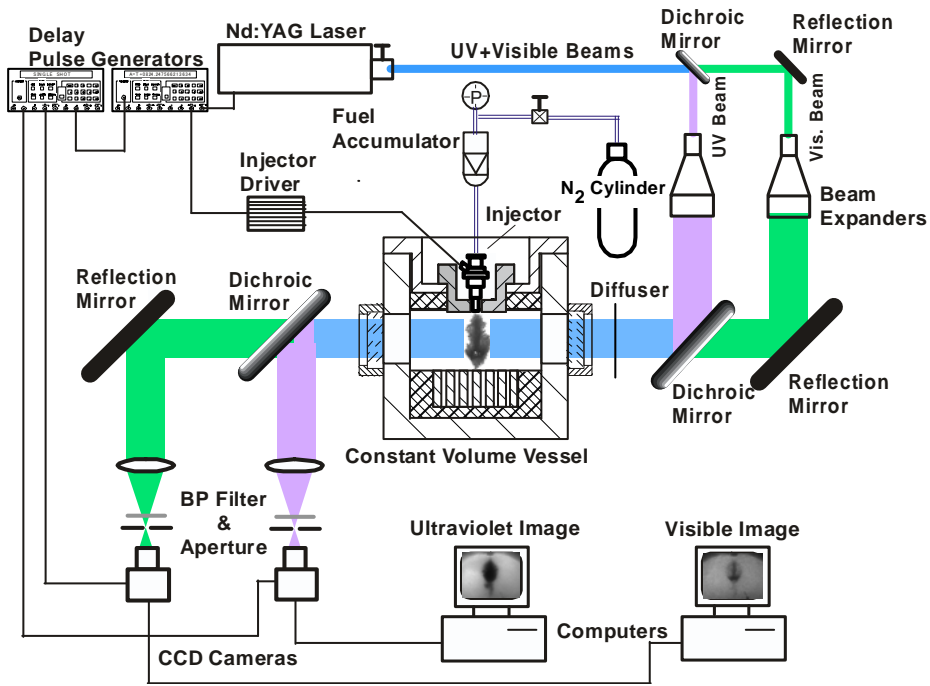 Delay
Pulse Generators
SINGLE SHOT
Nd:YAG Laser
UV+Visible Beams
Dichroic
Mirror
Reflection
Mirror
P
UV Beam
Vis. Beam
Fuel
Accumulator
Injector
Driver
N2 Cylinder
Injector
Beam
Expanders
Reflection
Mirror
Dichroic
Mirror
Diffuser
Dichroic
Mirror
Reflection
Mirror
Constant Volume Vessel
BP Filter
&
Aperture
Ultraviolet Image
Visible Image
Computers
CCD Cameras